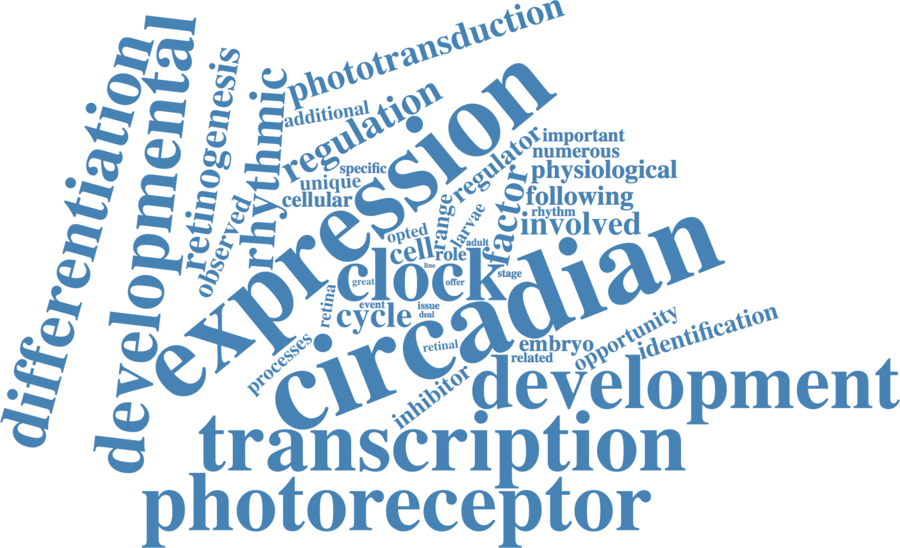 differentiation
developmental
retinogenesis
observed
rhythmic
phototransduction
additional
regulation
expression
specific
unique
cellular
important
numerous
physiological
following
rhythm
involved
regulator
factor
range
larvae
opted
cell
role
adult
line
clock
great
offer
stage
retina
event
issue
cycle
deal
circadian
retinal
processes
embryo
related
opportunity
identification
inhibitor
development
transcription
photoreceptor